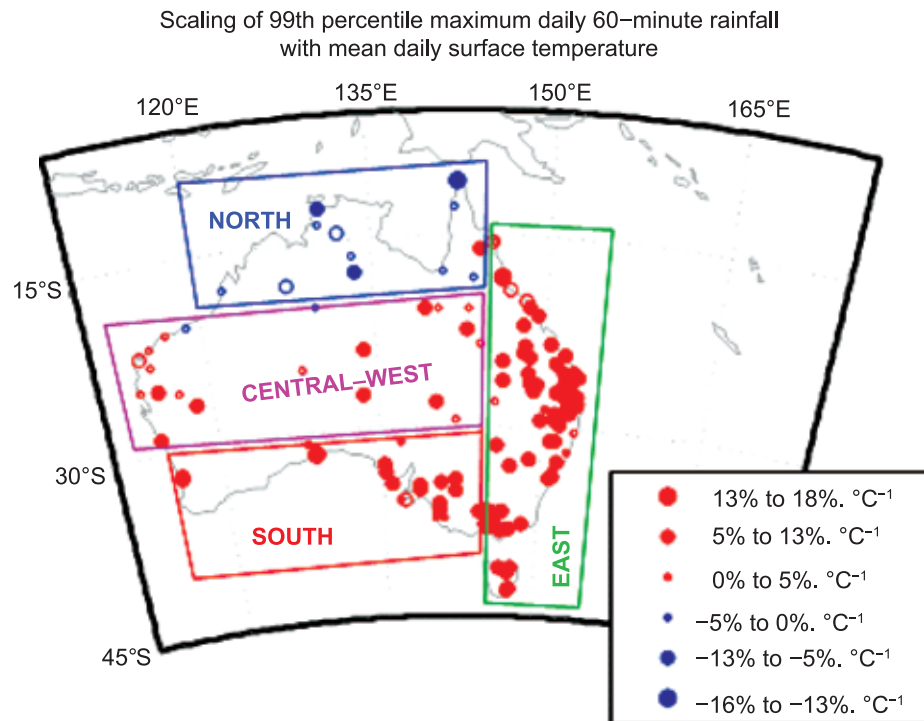 Scaling of 99th percentile maximum daily 60−minute rainfall
with mean daily surface temperature
120°E 135°E 150°E 165°E
15°S
30°S
45°S
NORTH
CENTRAL–WEST
SOUTH
EAST
13% to 18%. °C⁻¹
5% to 13%. °C⁻¹
0% to 5%. °C⁻¹
−5% to 0%. °C⁻¹
−13% to −5%. °C⁻¹
−16% to −13%. °C⁻¹